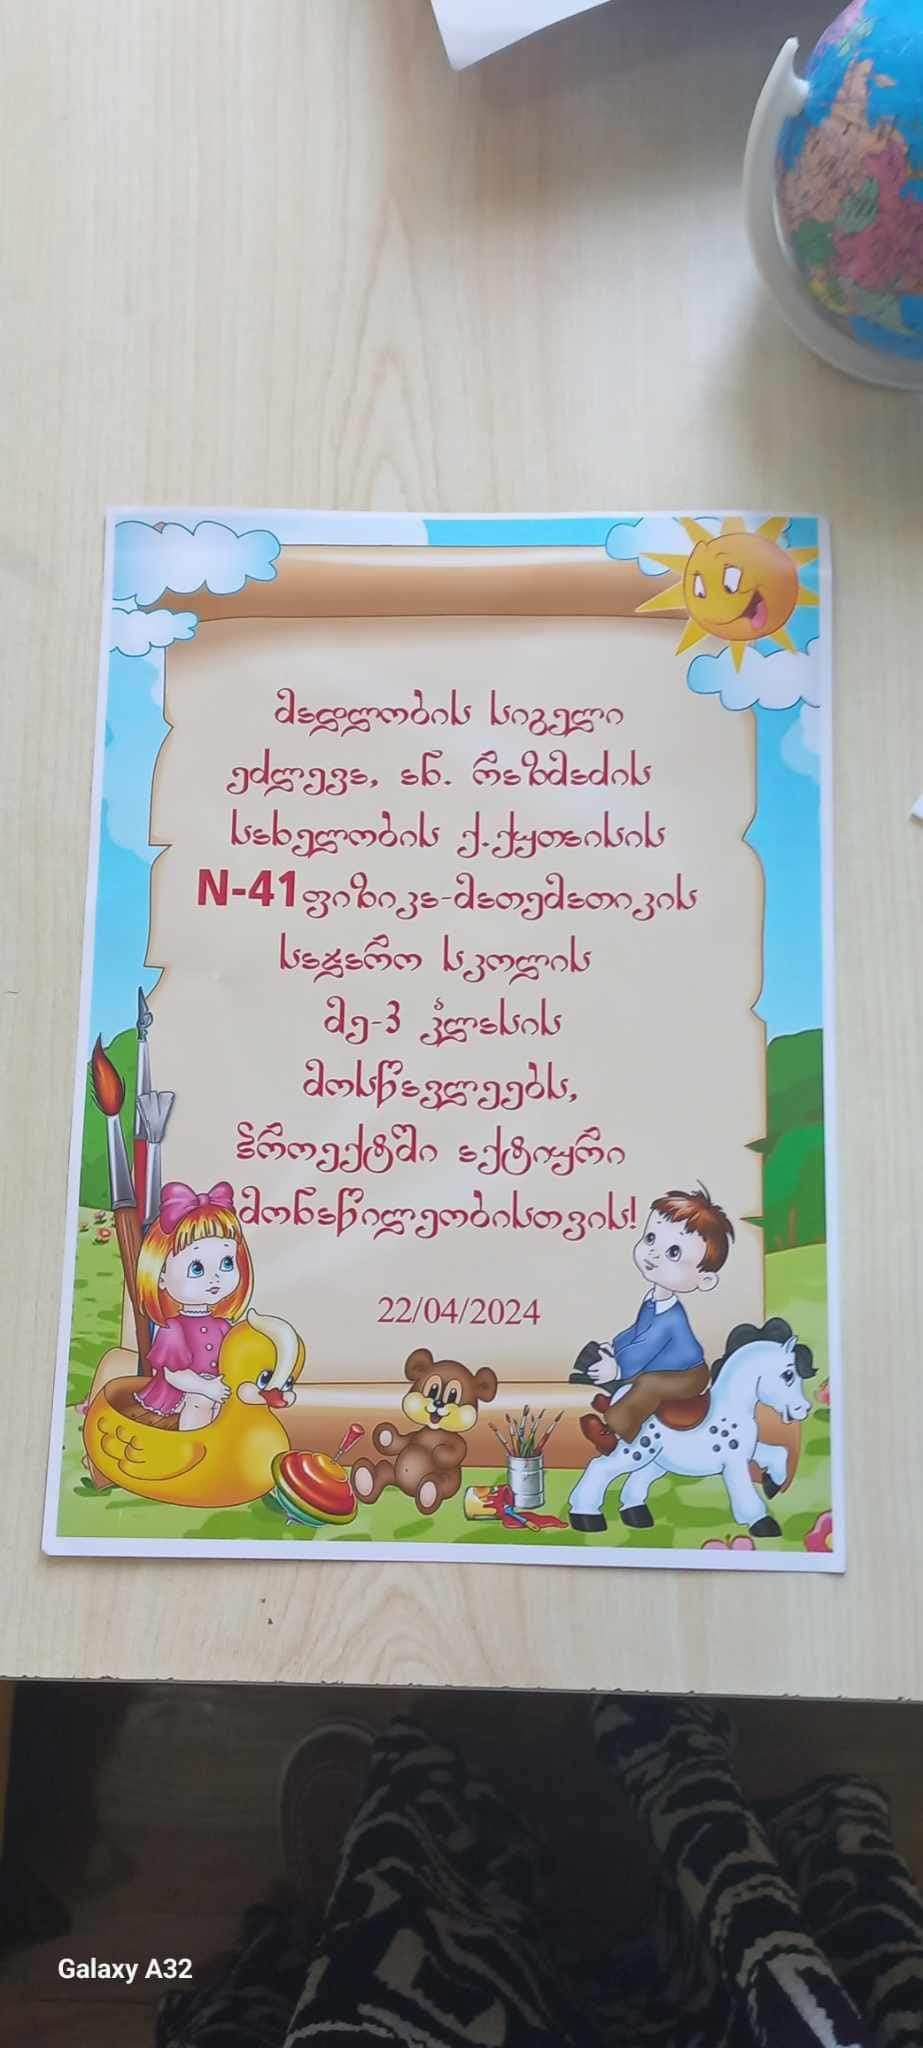 მადლობის სიგელი
ეძლევა, ან. რაზმაძის
სახელობის ქ.ქუთაისის
N-41 ფიზიკა-მათემათიკის
საჯარო სკოლის
მე-3 კლასის
მოსწავლეებს,
პროექტში აქტიური
მონაწილეობისთვის!
22/04/2024
Galaxy A32